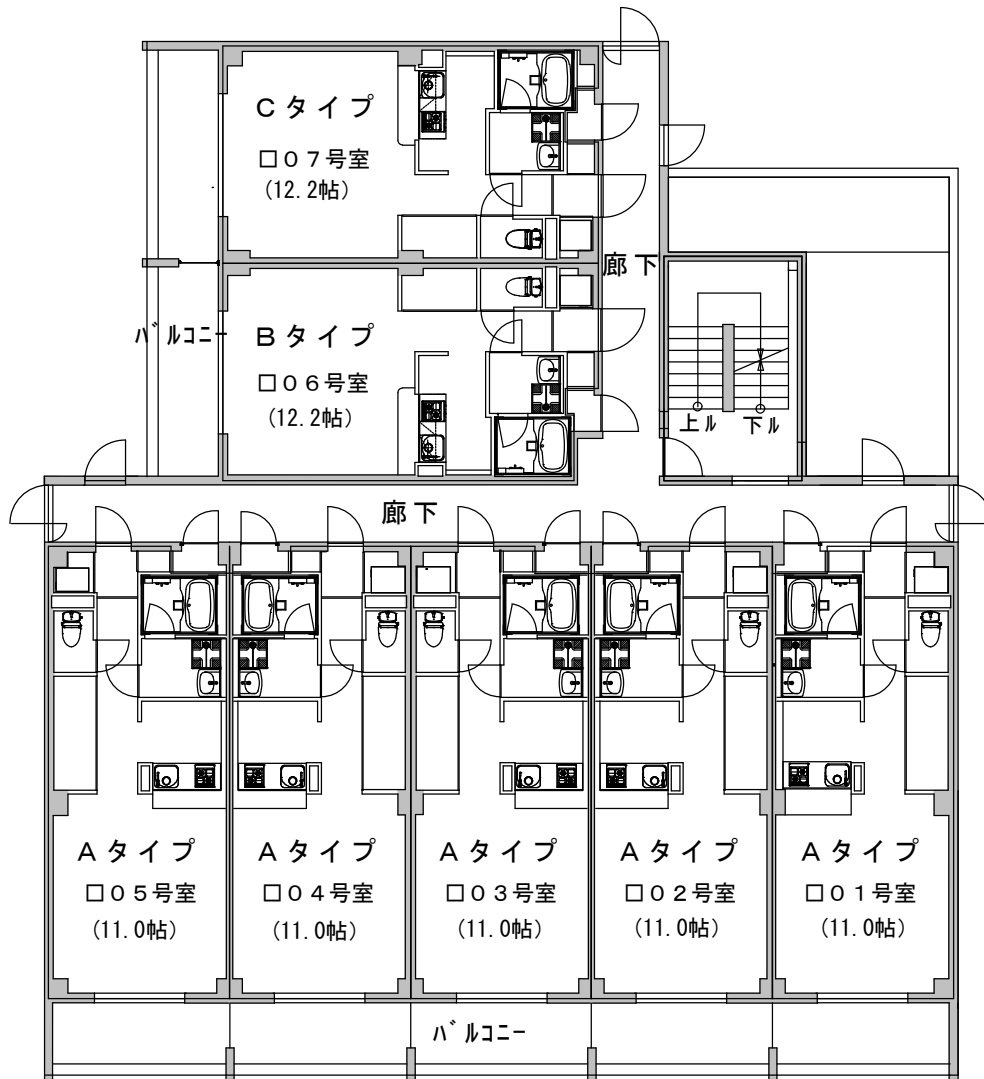 Cタイプ
□07号室
(12.2帖)
廊下
バルコニー
Bタイプ
□06号室
(12.2帖)
上ル
下ル
廊下
Aタイプ
□05号室
(11.0帖)
Aタイプ
□04号室
(11.0帖)
Aタイプ
□03号室
(11.0帖)
Aタイプ
□02号室
(11.0帖)
Aタイプ
□01号室
(11.0帖)
バルコニー